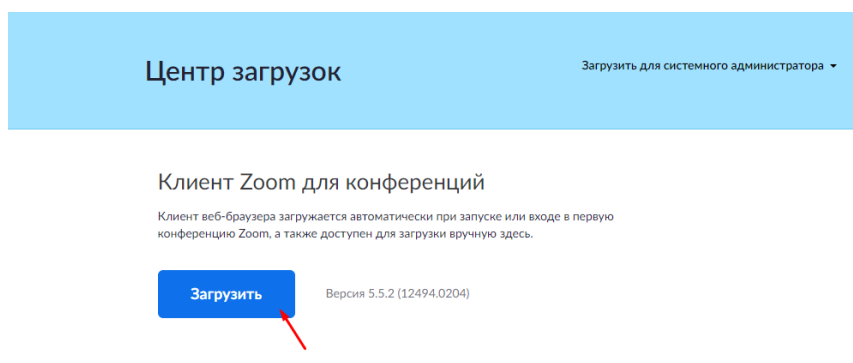 Центр загрузок
Загрузить для системного администратора
Клиент Zoom для конференций
Клиент веб-браузера загружается автоматически при запуске или входе в первую
конференцию Zoom, а также доступен для загрузки вручную здесь.
Загрузить
Версия 5.5.2 (12494.0204)